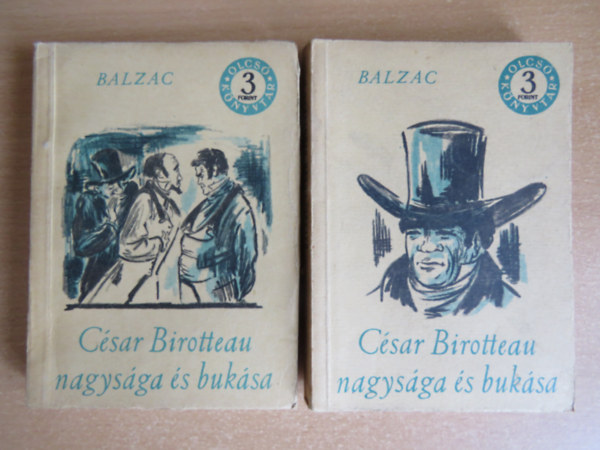 BALZAC
OLCSÓ
3
FORINT
KÖNYVTÁR
César Birotteau
nagysága és bukása
BALZAC
OLCSÓ
3
FORINT
KÖNYVTÁR
César Birotteau
nagysága és bukása